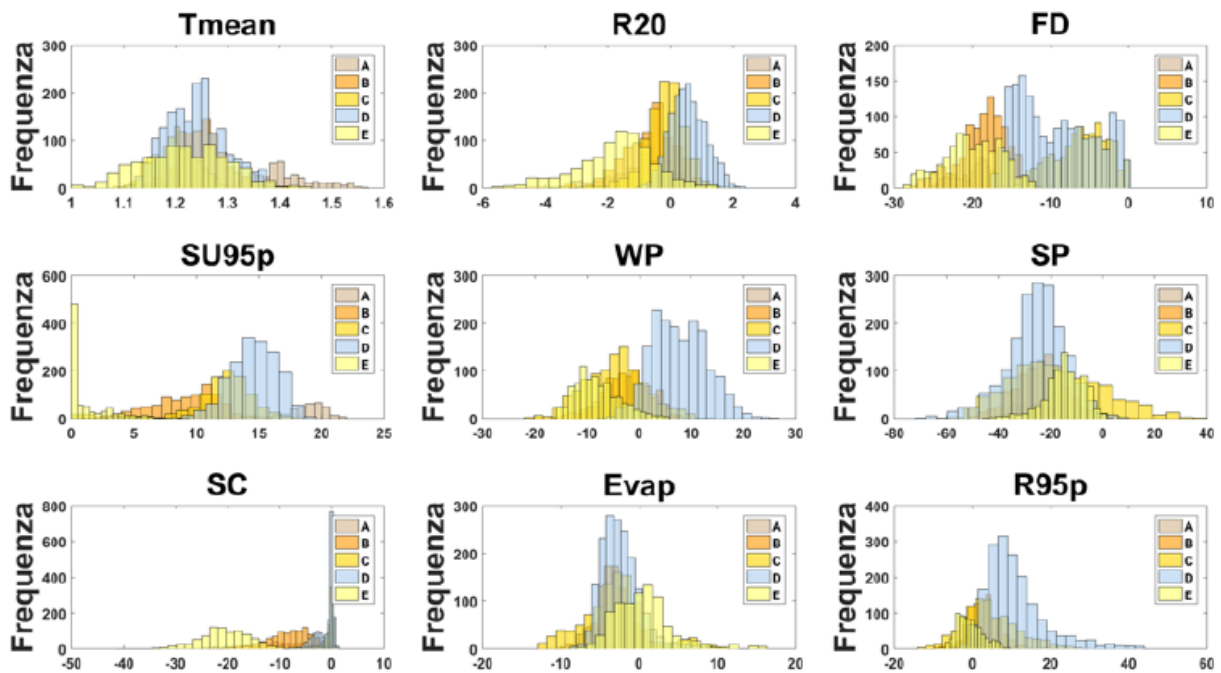 Tmean
Frequenza
300
200
100
0
1
1.1
1.2
1.3
1.4
1.5
1.6
A
B
C
D
E
R20
300
200
100
0
-6
-4
-2
0
2
4
A
B
C
D
E
FD
Frequenza
200
150
100
50
0
-30
-20
-10
0
10
A
B
C
D
E
SU95p
Frequenza
600
400
200
0
0
5
10
15
20
25
A
B
C
D
E
WP
Frequenza
300
200
100
0
-30
-20
-10
0
10
20
30
A
B
C
D
E
SP
Frequenza
300
200
100
0
-80
-60
-40
-20
0
20
40
A
B
C
D
E
SC
Frequenza
800
600
400
200
0
-50
-40
-30
-20
-10
0
10
A
B
C
D
E
Evap
Frequenza
300
200
100
0
-20
-10
0
10
20
A
B
C
D
E
R95p
Frequenza
400
300
200
100
0
-20
0
20
40
60
A
B
C
D
E